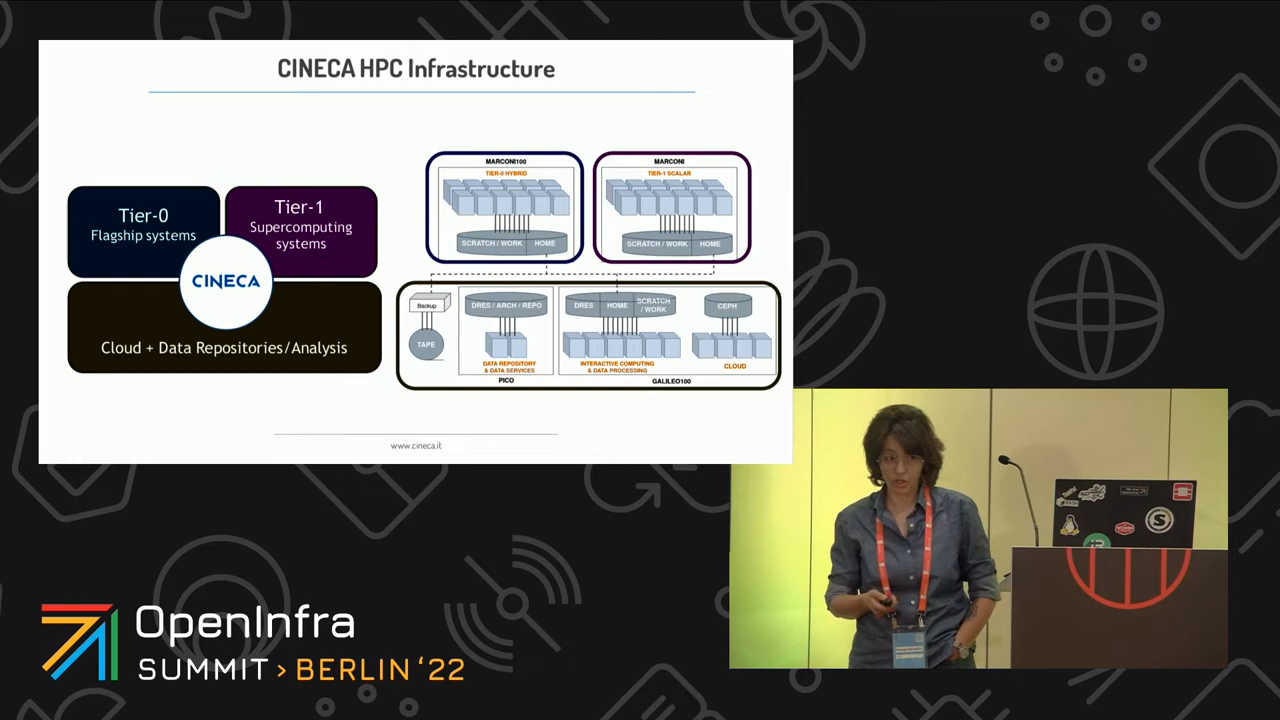 CINECA HPC Infrastructure
Tier-0
Flagship systems
Tier-1
Supercomputing
systems
CINECA
Cloud + Data Repositories/Analysis
MARCONI100
TIER-0 HYBRID
SCRATCH / WORK
HOME
MARCONI
TIER-1 SCALAR
SCRATCH / WORK
HOME
Backup
TAPE
DRES / ARCH / REPO
DATA REPOSITORY
& DATA SERVICES
PICO
DRES
HOME
SCRATCH
/ WORK
INTERACTIVE COMPUTING
& DATA PROCESSING
CEPH
CLOUD
GALILEO100
www.cineca.it
OpenInfra
SUMMIT > BERLIN ‘22